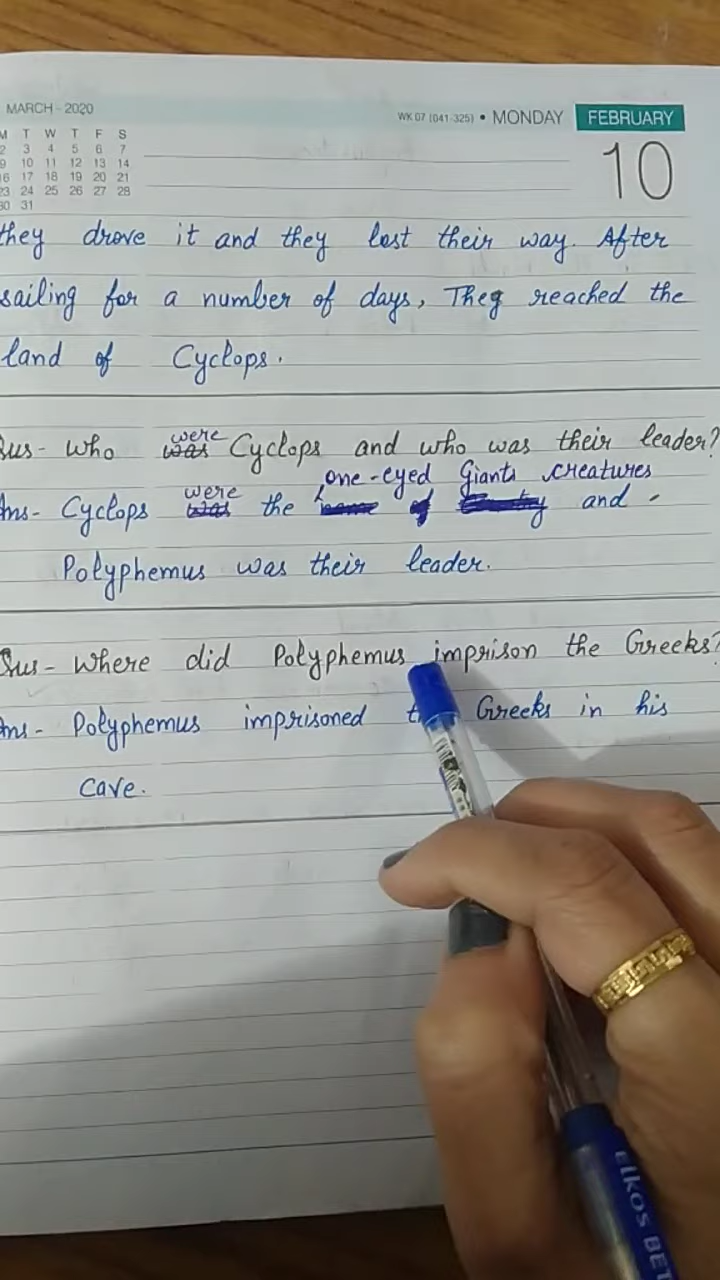 MARCH - 2020
WK 07 (041-325) • MONDAY FEBRUARY
M T W T F S
2 3 4 5 6 7
9 10 11 12 13 14
16 17 18 19 20 21
23 24 25 26 27 28
30 31
10
they drove it and they lost their way. After
sailing for a number of days, They reached the
land of Cyclops.
Qus- who were Cyclops and who was their leader?
one-eyed Giants creatures
Ans- Cyclops were the and -
Polyphemus was their leader.
Qus- Where did Polyphemus imprison the Greeks?
Ans- Polyphemus imprisoned Greeks in his
cave.
Elkos BET